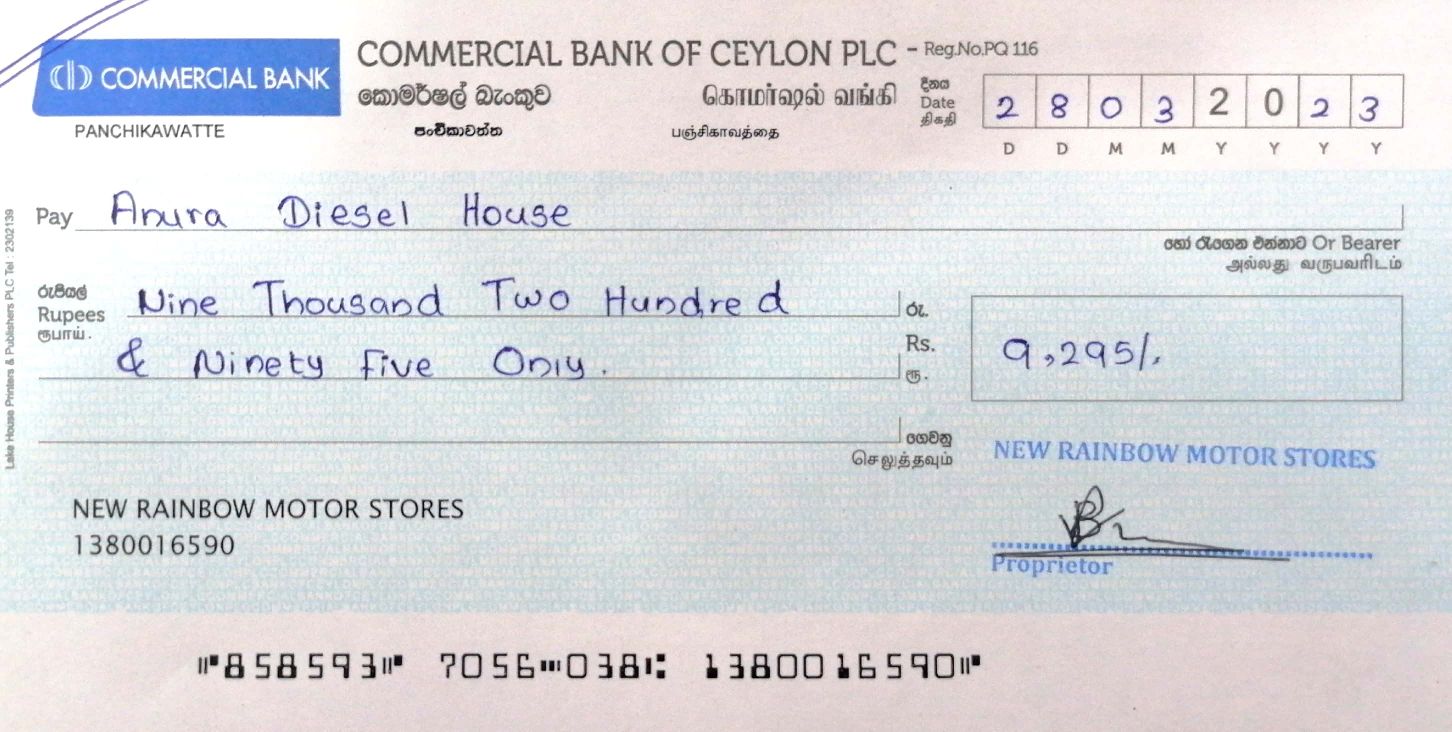 COMMERCIAL BANK
COMMERCIAL BANK OF CEYLON PLC - Reg.No.PQ 116
කොමර්ෂල් බැංකුව கொமர்ஷல் வங்கி
PANCHIKAWATTE පංචිකාවත්ත பஞ்சிகாவத்தை
දිනය
Date 2 8 0 3 2 0 2 3
திகதி
D D M M Y Y Y Y
Pay Anura Diesel House
හෝ රැගෙන එන්නාට Or Bearer
அல்லது வருபவரிடம்
රුපියල්
Rupees Nine Thousand Two Hundred
ரூபாய்.
& Ninety Five Only.
රු.
Rs. 9,295/.
ரூ.
ගෙවනු
செலுத்தவும்
NEW RAINBOW MOTOR STORES
Proprietor
NEW RAINBOW MOTOR STORES
1380016590
⑈858593⑈ 7056⑉038⑆ 1380016590⑈
Lake House Printers & Publishers PLC Tel : 2302139